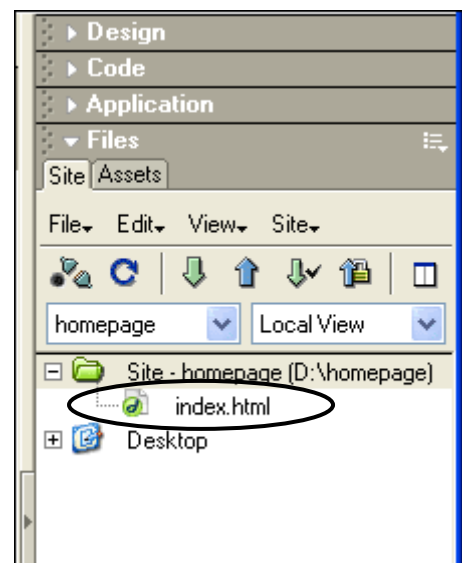 Design
Code
Application
Files
Site Assets
File Edit View Site
homepage Local View
Site - homepage (D:\homepage)
index.html
Desktop